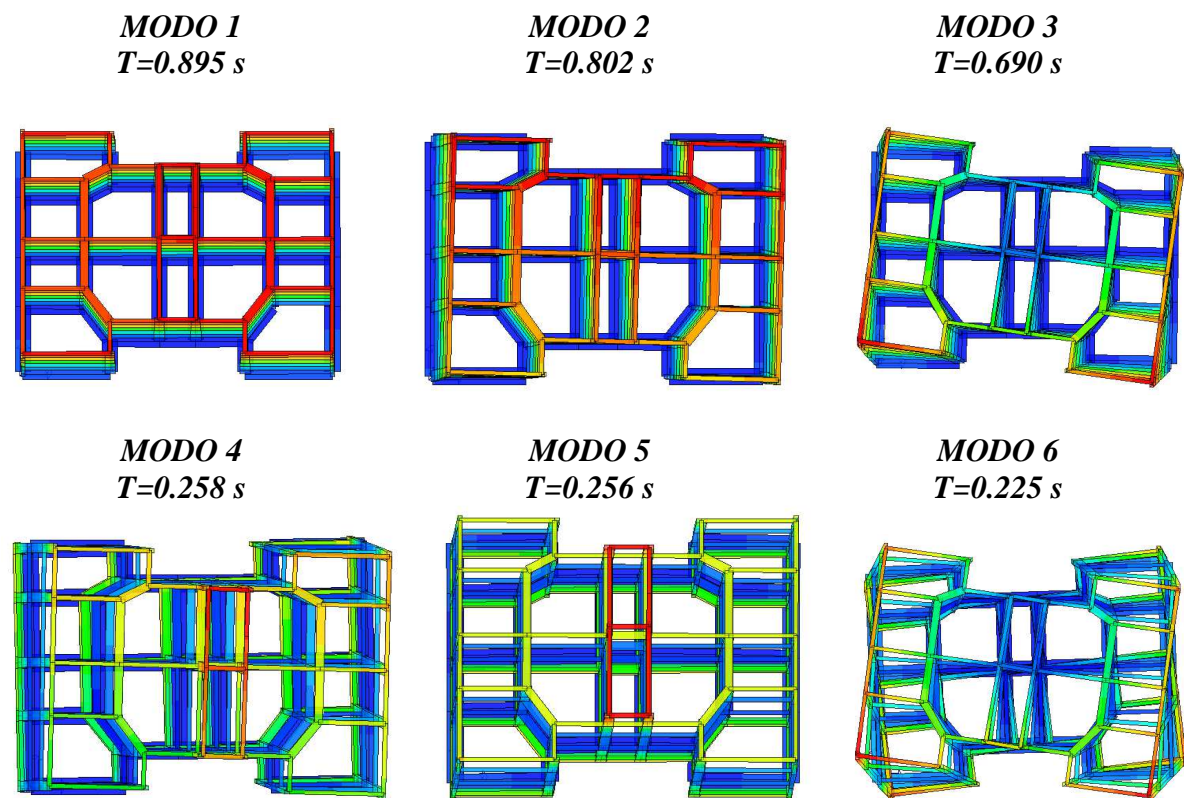 MODO 1
T=0.895 s
MODO 2
T=0.802 s
MODO 3
T=0.690 s
MODO 4
T=0.258 s
MODO 5
T=0.256 s
MODO 6
T=0.225 s